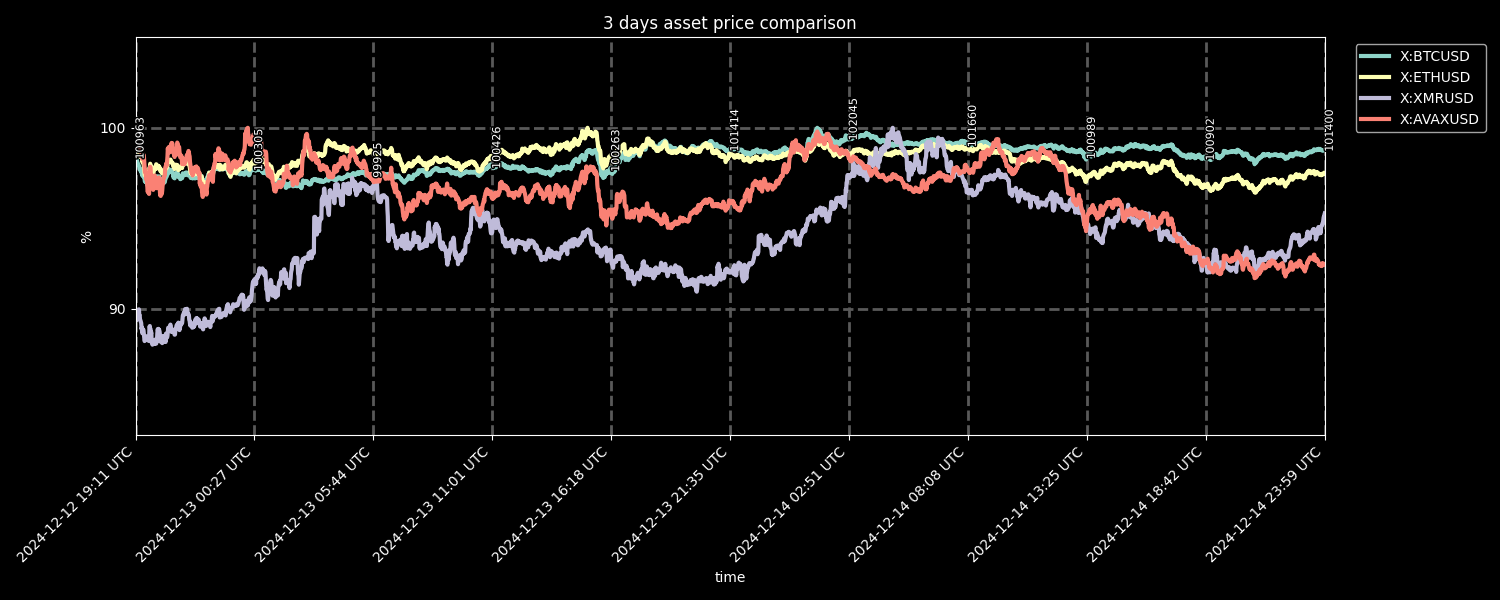 3 days asset price comparison
X:BTCUSD
X:ETHUSD
X:XMRUSD
X:AVAXUSD
100
90
%
100963
100305
99925
100426
100263
101414
102045
101660
100989
100902
101400
2024-12-12 19:11 UTC
2024-12-13 00:27 UTC
2024-12-13 05:44 UTC
2024-12-13 11:01 UTC
2024-12-13 16:18 UTC
2024-12-13 21:35 UTC
2024-12-14 02:51 UTC
2024-12-14 08:08 UTC
2024-12-14 13:25 UTC
2024-12-14 18:42 UTC
2024-12-14 23:59 UTC
time